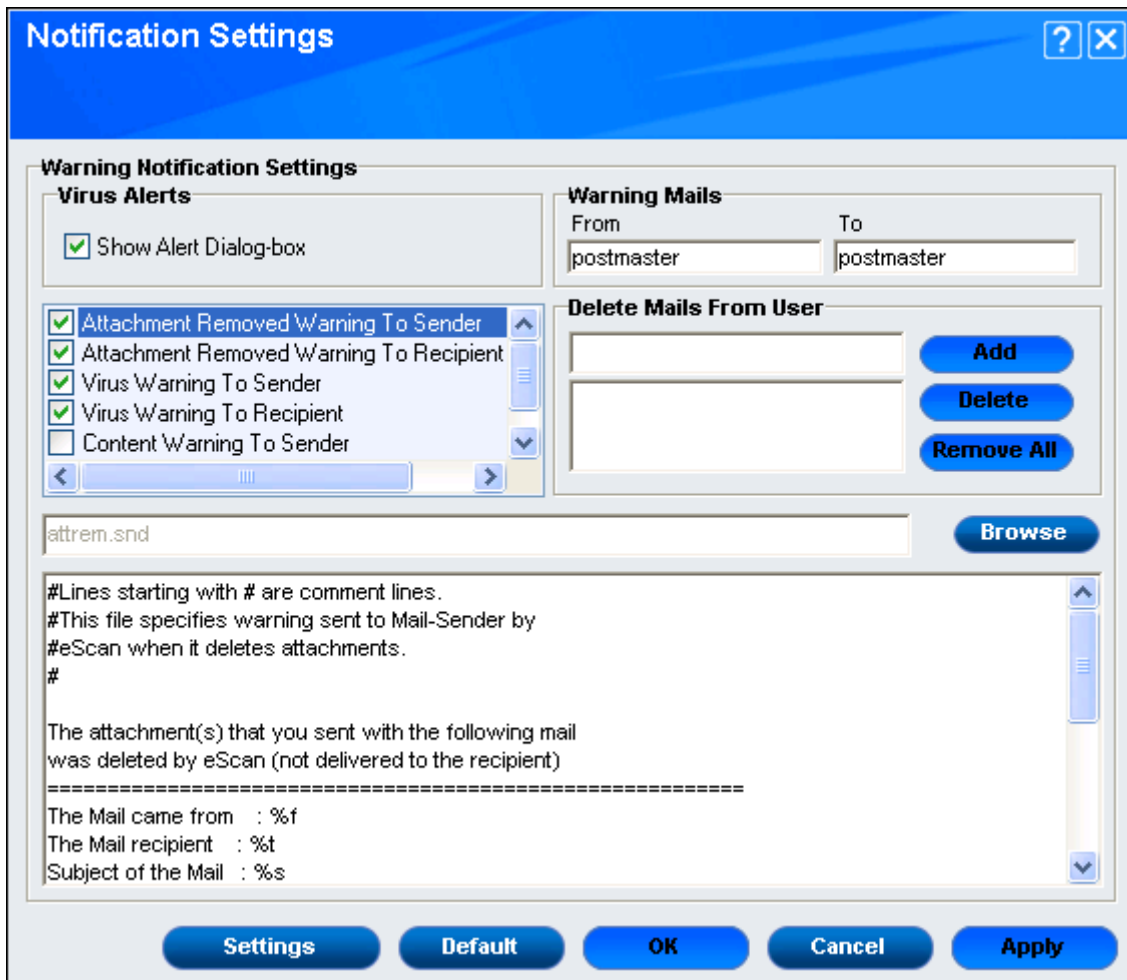 Notification Settings
?
Warning Notification Settings
Virus Alerts
Show Alert Dialog-box
Warning Mails
From To
postmaster postmaster
Attachment Removed Warning To Sender
Attachment Removed Warning To Recipient
Virus Warning To Sender
Virus Warning To Recipient
Content Warning To Sender
Delete Mails From User
Add
Delete
Remove All
attrem.snd
Browse
#Lines starting with # are comment lines.
#This file specifies warning sent to Mail-Sender by
#eScan when it deletes attachments.
#
The attachment(s) that you sent with the following mail
was deleted by eScan (not delivered to the recipient)
==========================================================
The Mail came from : %f
The Mail recipient : %t
Subject of the Mail : %s
Settings Default OK Cancel Apply